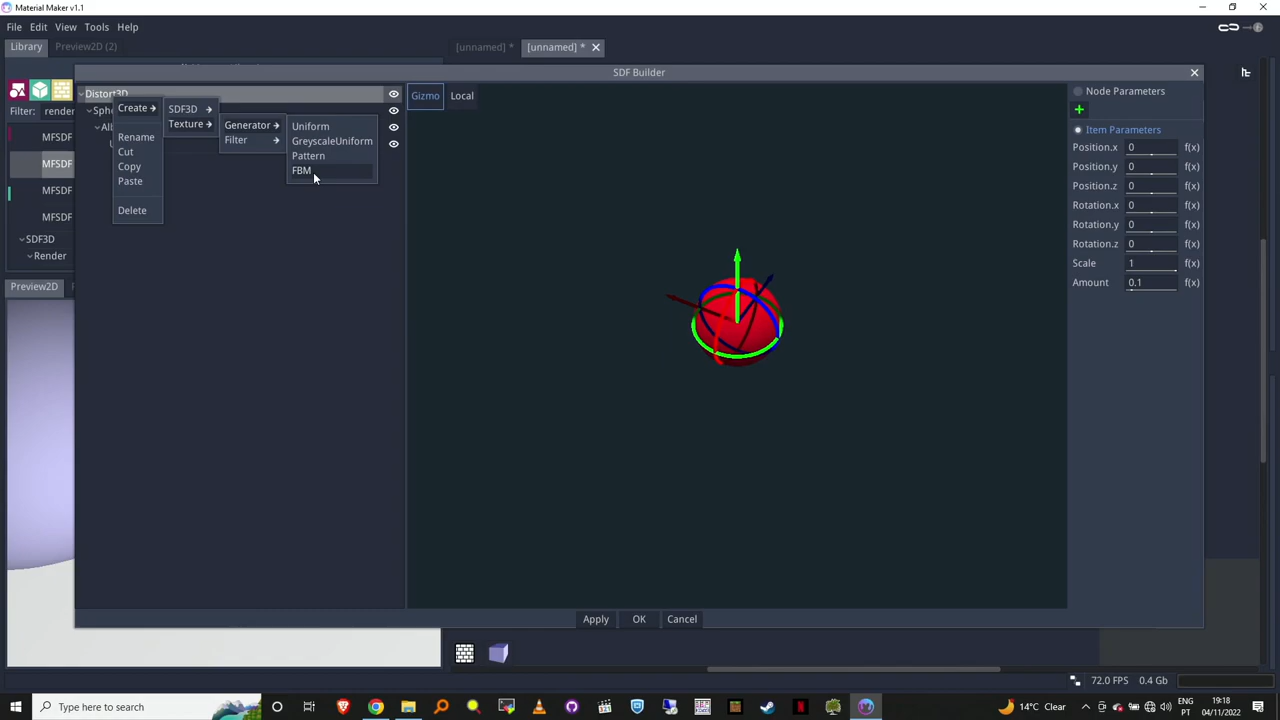 Material Maker v1.1
File Edit View Tools Help
Library Preview2D (2) [unnamed] * [unnamed] *
SDF Builder
Filter: render
MFSDF
MFSDF
MFSDF
MFSDF
SDF3D
Render
Preview2D
Distort3D
Create
Rename
Cut
Copy
Paste
Delete
SDF3D
Texture
Generator
Filter
Uniform
GreyscaleUniform
Pattern
FBM
Gizmo Local
Node Parameters
Item Parameters
Position.x 0 f(x)
Position.y 0 f(x)
Position.z 0 f(x)
Rotation.x 0 f(x)
Rotation.y 0 f(x)
Rotation.z 0 f(x)
Scale 1 f(x)
Amount 0.1 f(x)
Apply OK Cancel
72.0 FPS 0.4 Gb
Type here to search
14°C Clear
POR
PT
19:18
04/11/2022